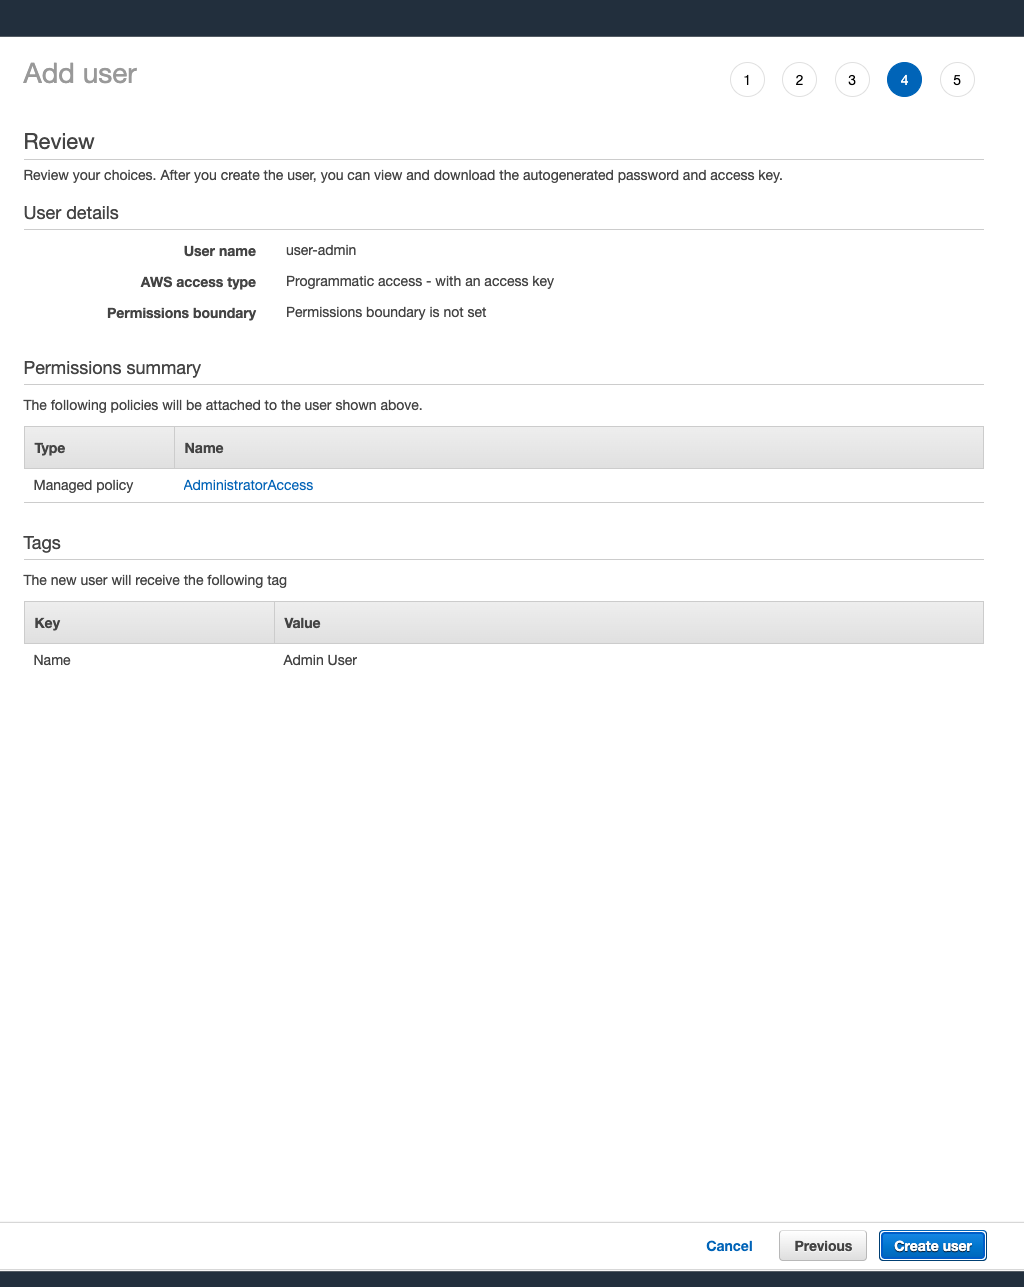 Add user
1 2 3 4 5
Review
Review your choices. After you create the user, you can view and download the autogenerated password and access key.
User details
User name user-admin
AWS access type Programmatic access - with an access key
Permissions boundary Permissions boundary is not set
Permissions summary
The following policies will be attached to the user shown above.
Type Name
Managed policy AdministratorAccess
Tags
The new user will receive the following tag
Key Value
Name Admin User
Cancel Previous Create user